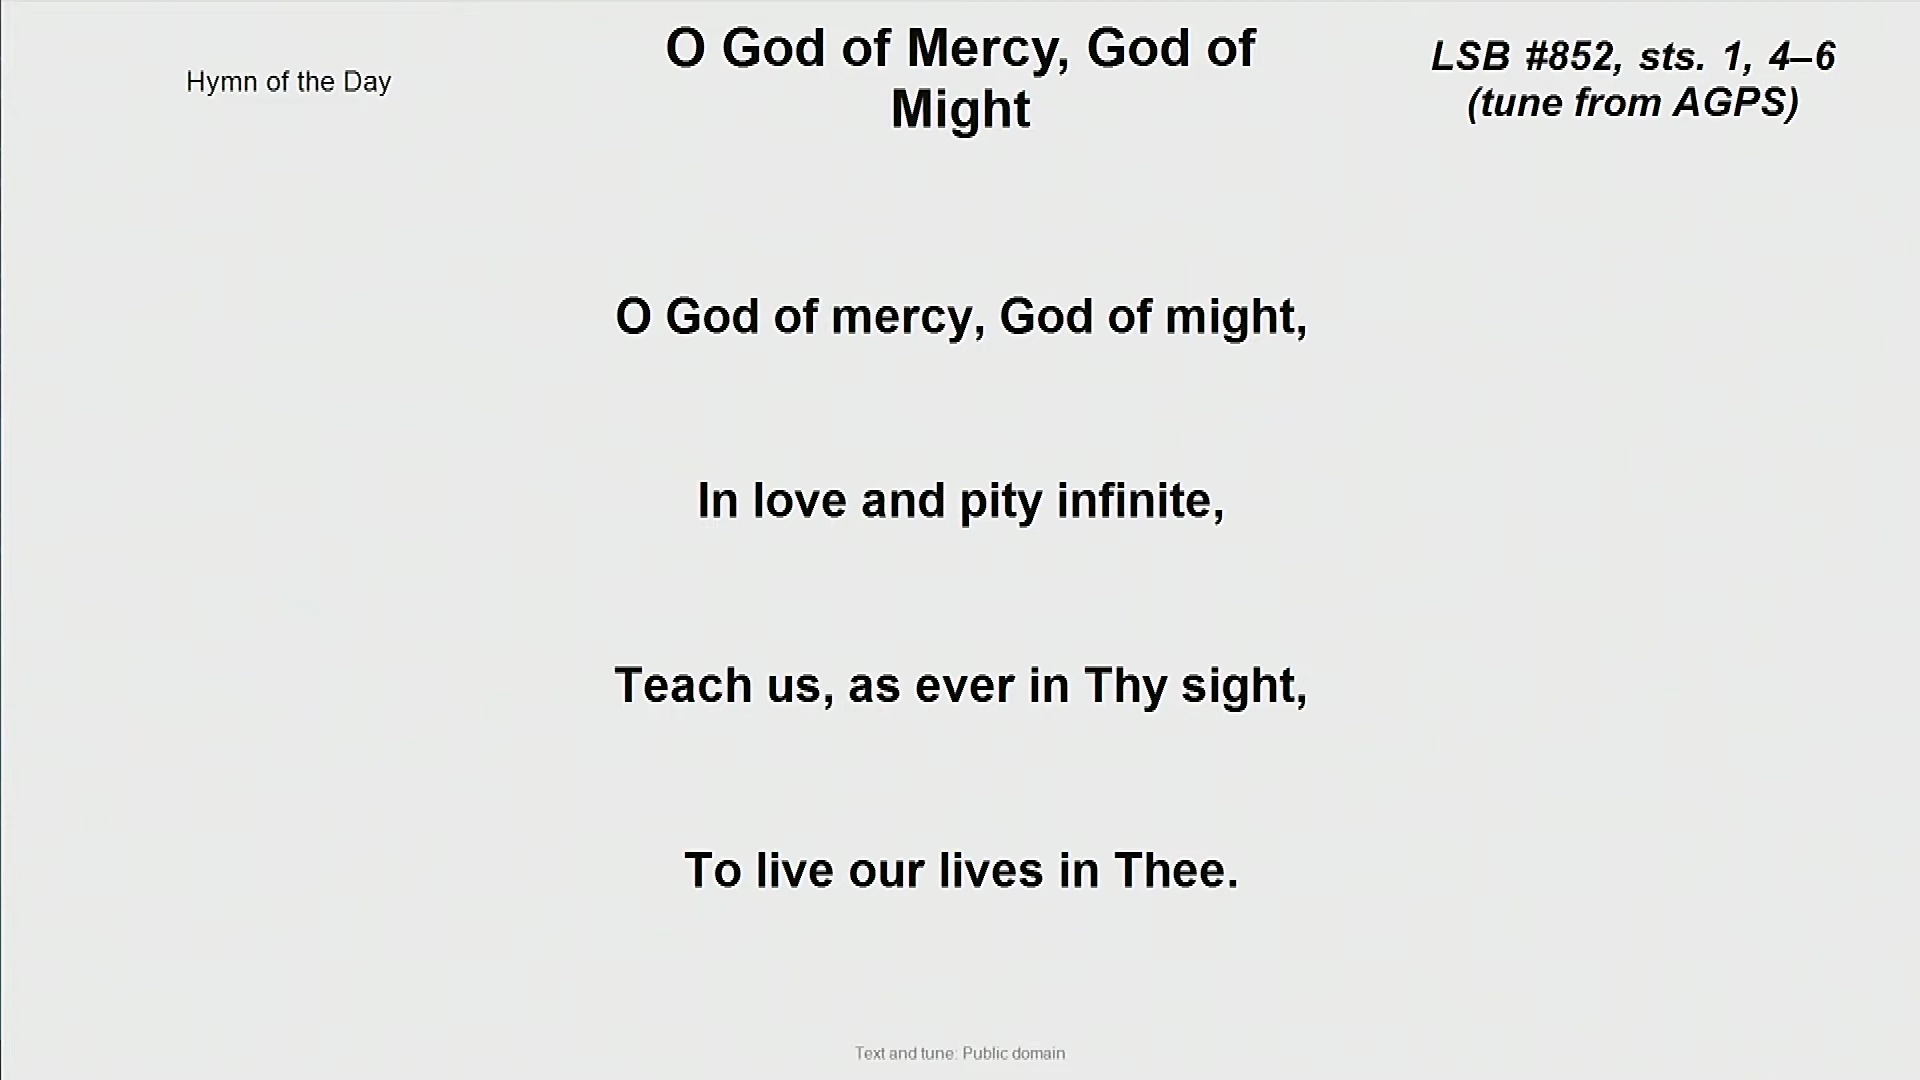 Hymn of the Day
O God of Mercy, God of
Might
LSB #852, sts. 1, 4–6
(tune from AGPS)
O God of mercy, God of might,
In love and pity infinite,
Teach us, as ever in Thy sight,
To live our lives in Thee.
Text and tune: Public domain